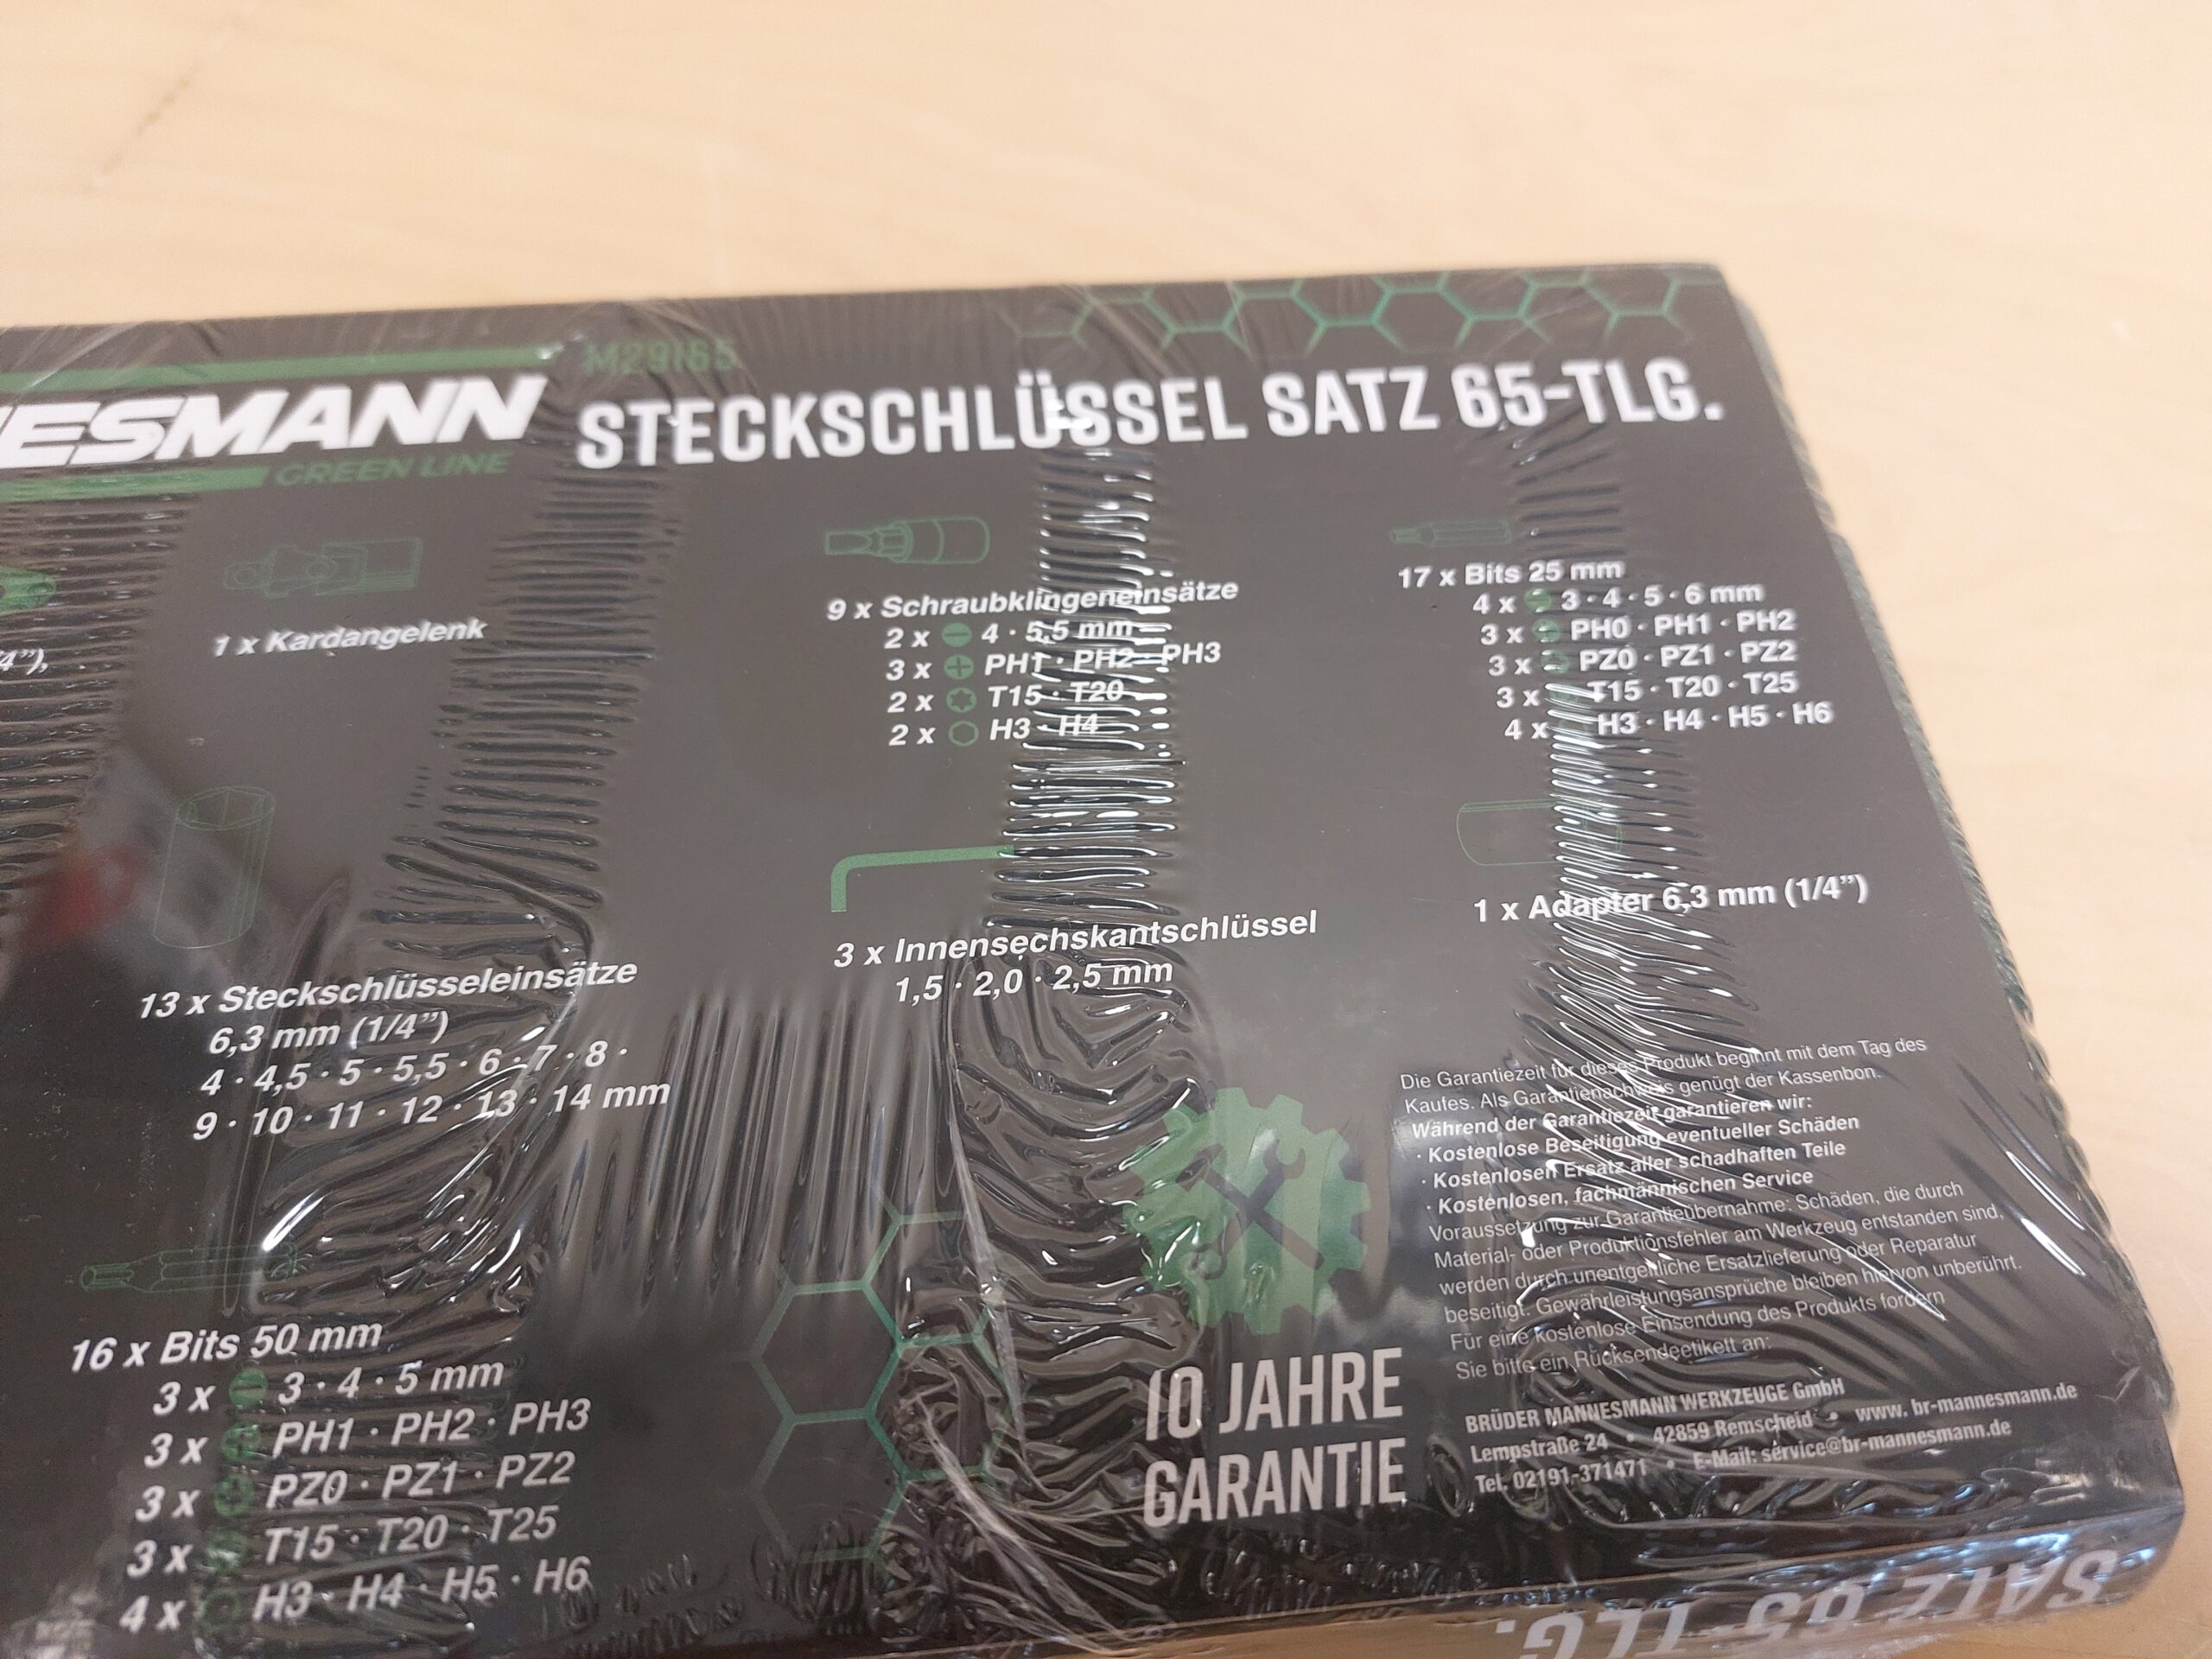 M29165
NESMANN
GREEN LINE
STECKSCHLÜSSEL SATZ 65-TLG.
4”),
1 x Kardangelenk
13 x Steckschlüsseleinsätze
6,3 mm (1/4”)
4 · 4,5 · 5 · 5,5 · 6 · 7 · 8 ·
9 · 10 · 11 · 12 · 13 · 14 mm
16 x Bits 50 mm
3 x 3 · 4 · 5 mm
3 x PH1 · PH2 · PH3
3 x PZ0 · PZ1 · PZ2
3 x T15 · T20 · T25
4 x H3 · H4 · H5 · H6
9 x Schraubklingeneinsätze
2 x 4 · 5,5 mm
3 x PH1 · PH2 · PH3
2 x T15 · T20
2 x H3 · H4
3 x Innensechskantschlüssel
1,5 · 2,0 · 2,5 mm
17 x Bits 25 mm
4 x 3 · 4 · 5 · 6 mm
3 x PH0 · PH1 · PH2
3 x PZ0 · PZ1 · PZ2
3 x T15 · T20 · T25
4 x H3 · H4 · H5 · H6
1 x Adapter 6,3 mm (1/4”)
10 JAHRE
GARANTIE
Die Garantiezeit für dieses Produkt beginnt mit dem Tag des
Kaufes. Als Garantienachweis genügt der Kassenbon.
Während der Garantiezeit garantieren wir:
· Kostenlose Beseitigung eventueller Schäden
· Kostenlosen Ersatz aller schadhaften Teile
· Kostenlosen, fachmännischen Service
Voraussetzung zur Garantieübernahme: Schäden, die durch
Material- oder Produktionsfehler am Werkzeug entstanden sind,
werden durch unentgeltliche Ersatzlieferung oder Reparatur
beseitigt. Gewährleistungsansprüche bleiben hiervon unberührt.
Für eine kostenlose Einsendung des Produkts fordern
Sie bitte ein Rücksendeetikett an:
BRÜDER MANNESMANN WERKZEUGE GmbH
Lempstraße 24 • 42859 Remscheid • www. br-mannesmann.de
Tel. 02191-371471 • E-Mail: service@br-mannesmann.de
SATZ 65-TLG.